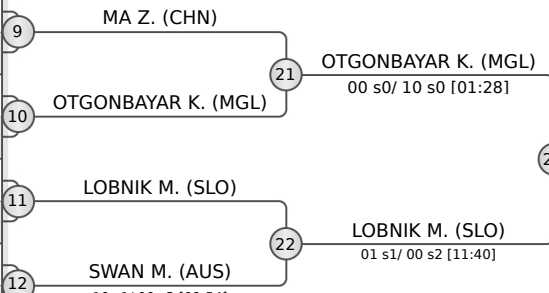 MA Z. (CHN)
9
OTGONBAYAR K. (MGL)
21
00 s0/ 10 s0 [01:28]
OTGONBAYAR K. (MGL)
10
LOBNIK M. (SLO)
11
LOBNIK M. (SLO)
22
01 s1/ 00 s2 [11:40]
SWAN M. (AUS)
12